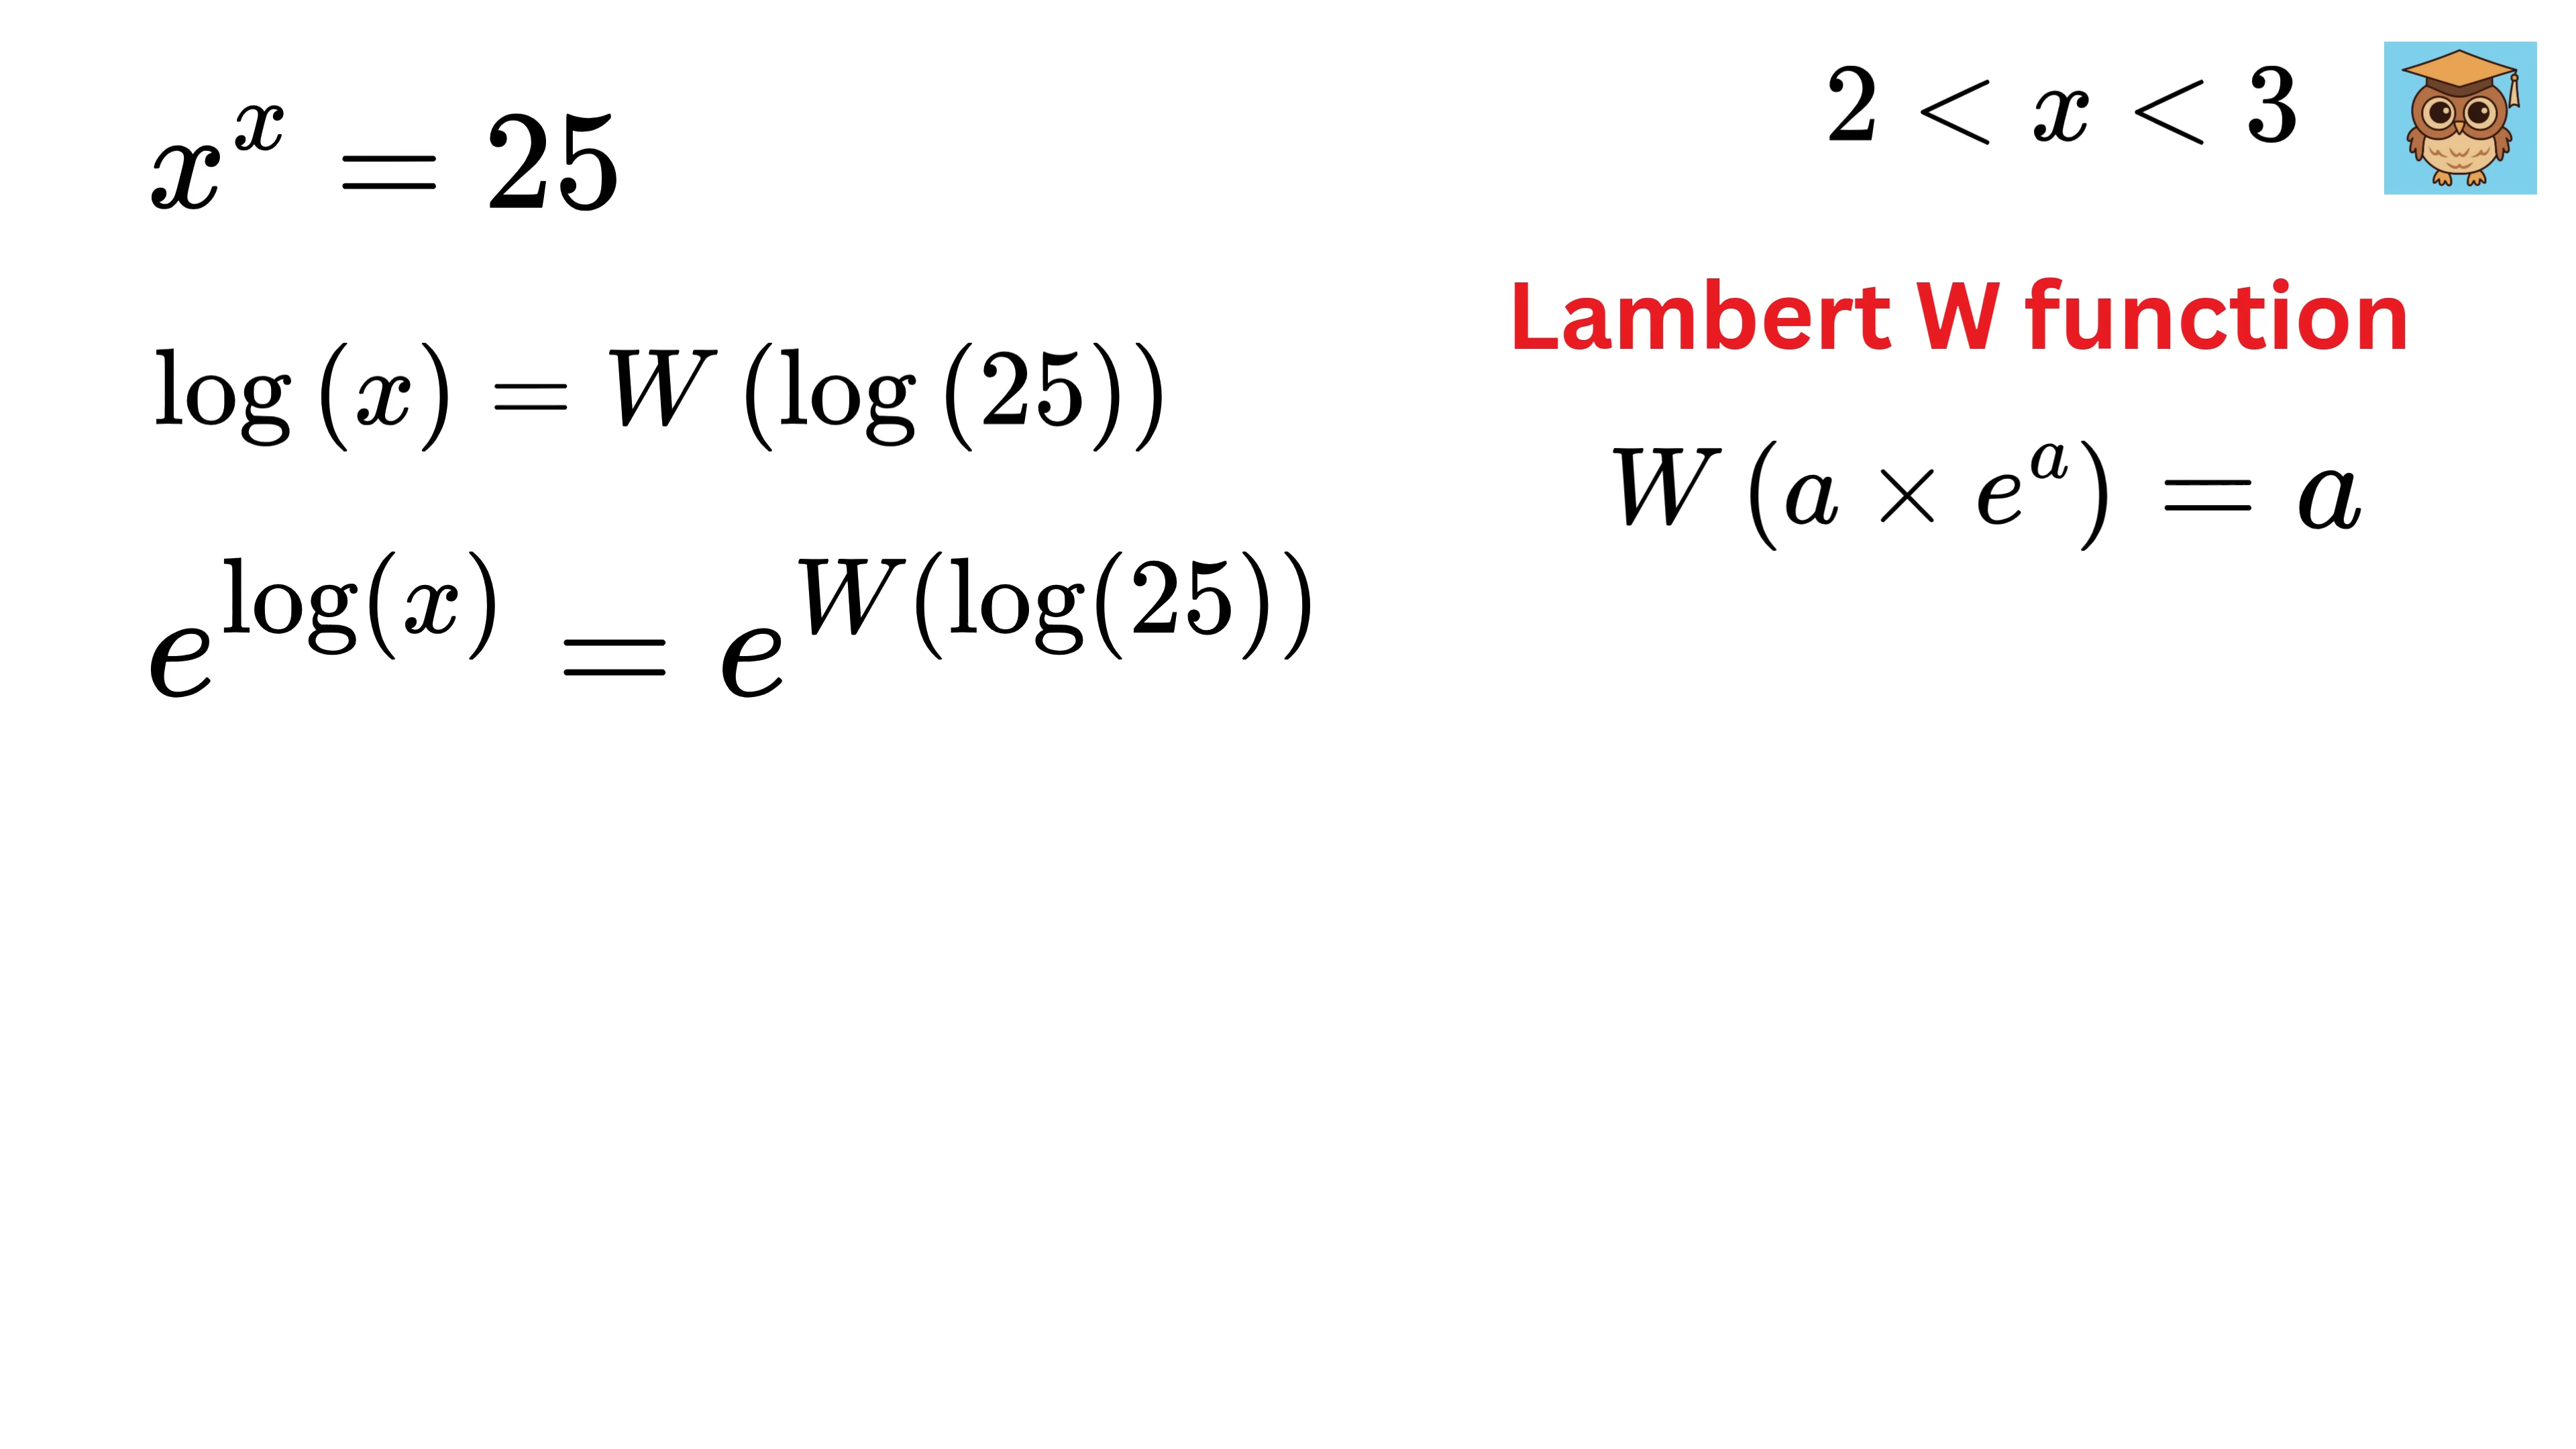 x^x = 25
2 < x < 3
Lambert W function
log (x) = W (log (25))
W (a × e^a) = a
e^log(x) = e^W(log(25))